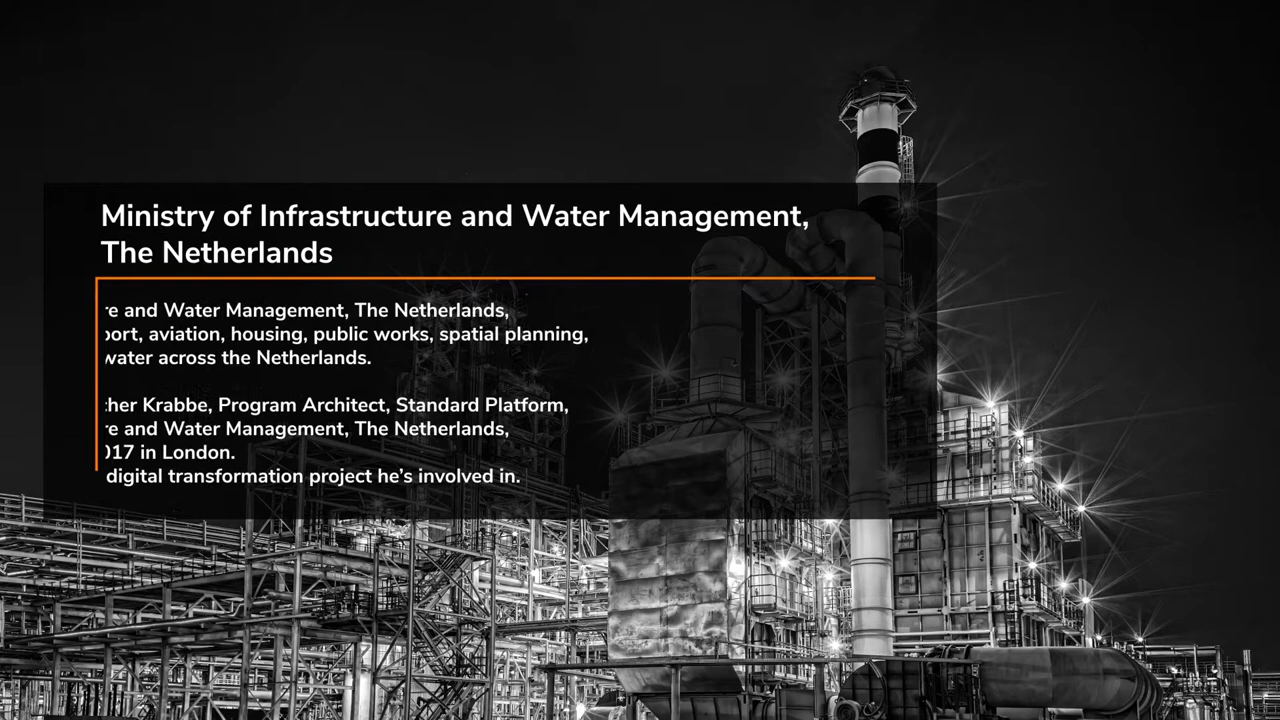 Ministry of Infrastructure and Water Management,
The Netherlands
and Water Management, The Netherlands,
aviation, housing, public works, spatial planning,
water across the Netherlands.
Krabbe, Program Architect, Standard Platform,
and Water Management, The Netherlands,
in London.
digital transformation project he's involved in.